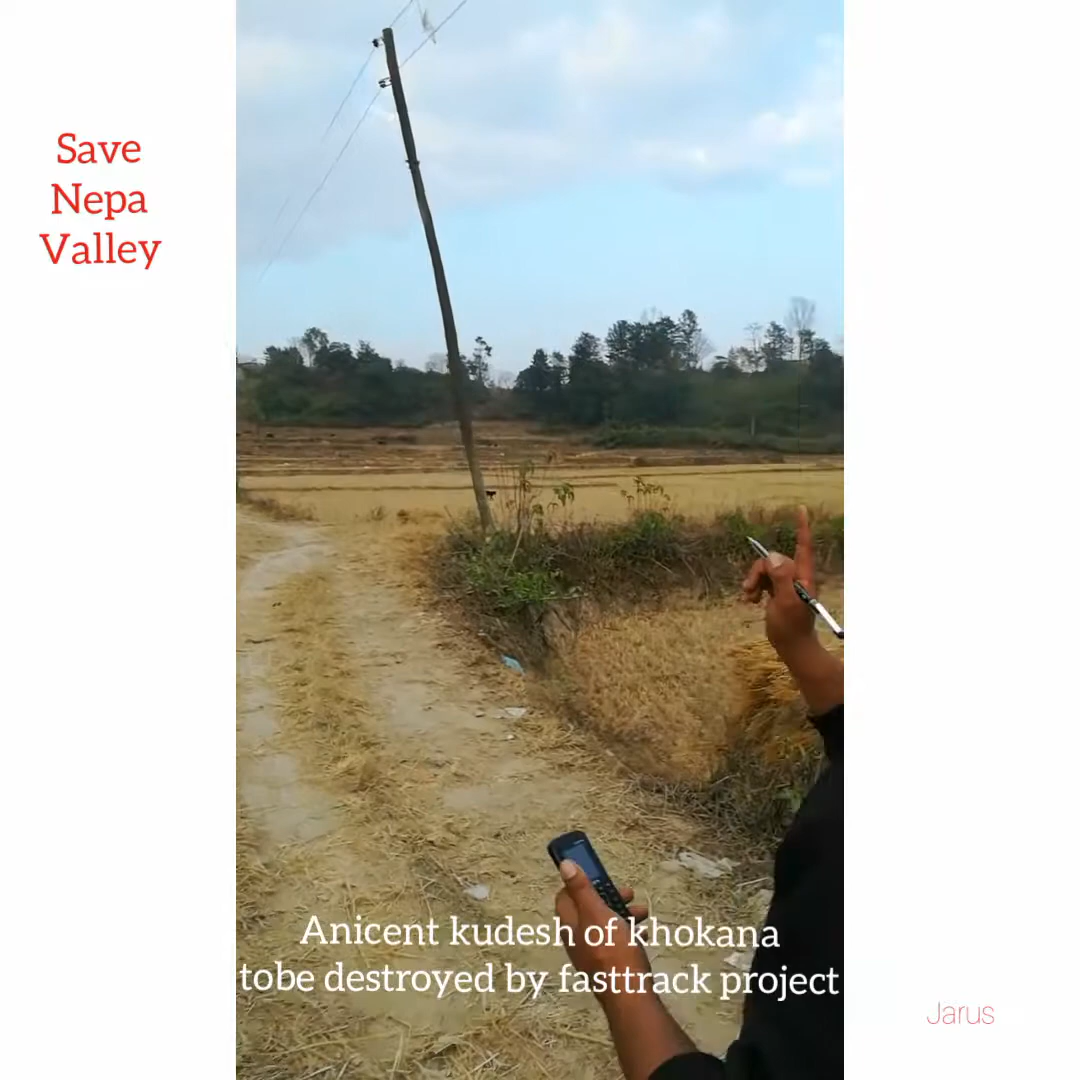 Save
Nepa
Valley
Anicent kudesh of khokana
tobe destroyed by fasttrack project
Jarus